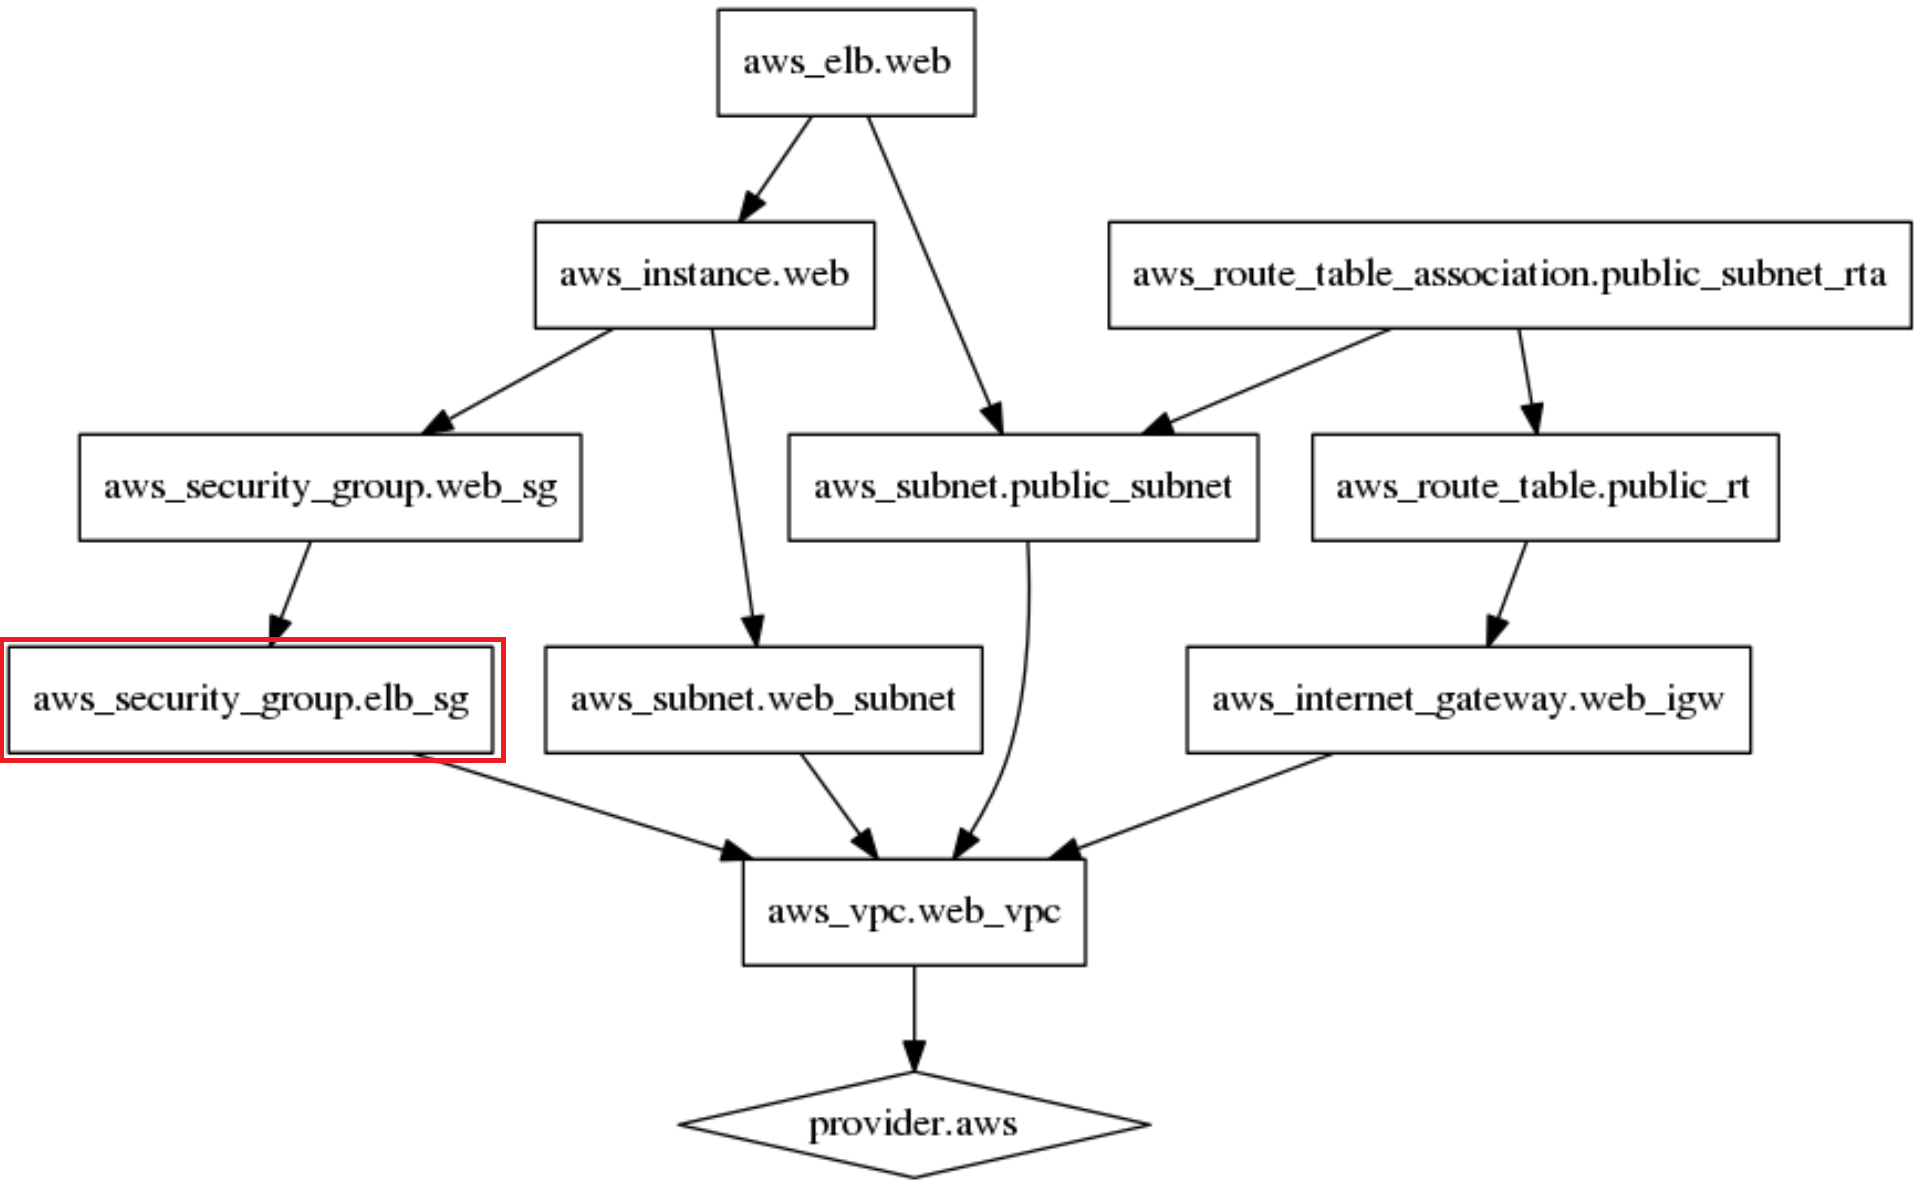 aws_elb.web
aws_instance.web
aws_route_table_association.public_subnet_rta
aws_security_group.web_sg
aws_subnet.public_subnet
aws_route_table.public_rt
aws_security_group.elb_sg
aws_subnet.web_subnet
aws_internet_gateway.web_igw
aws_vpc.web_vpc
provider.aws